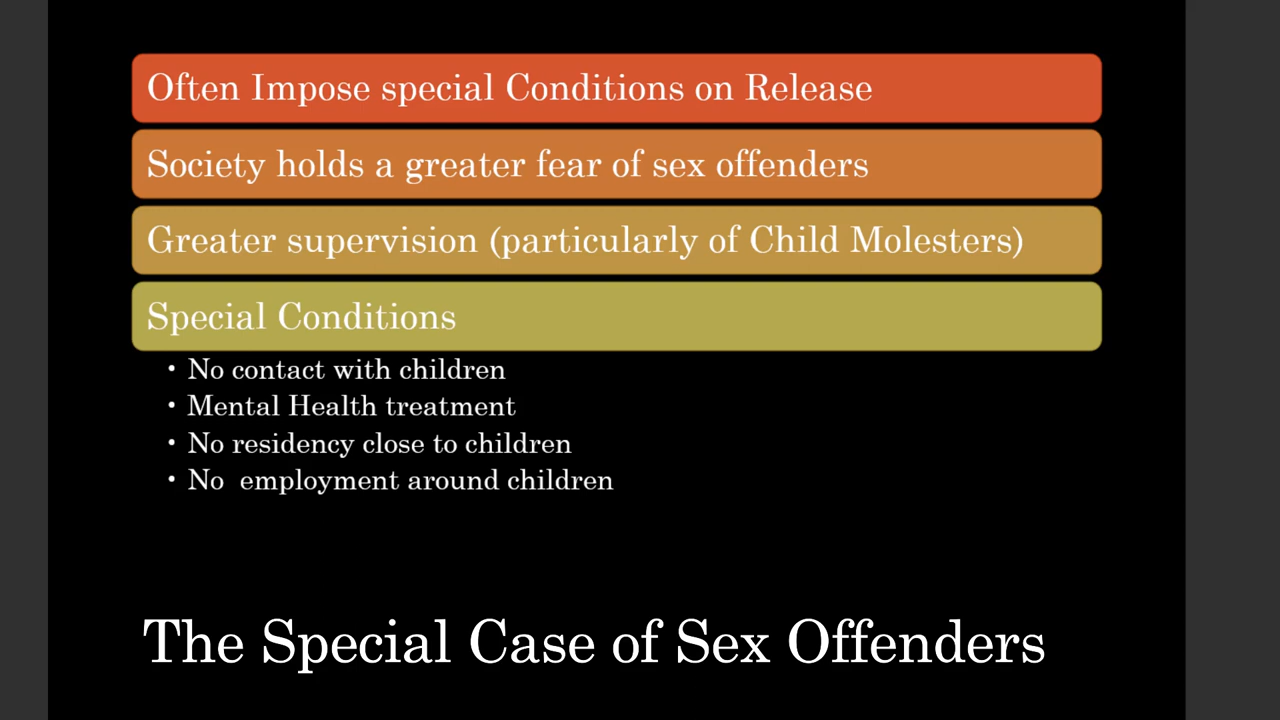 Often Impose special Conditions on Release
Society holds a greater fear of sex offenders
Greater supervision (particularly of Child Molesters)
Special Conditions
• No contact with children
• Mental Health treatment
• No residency close to children
• No  employment around children
The Special Case of Sex Offenders